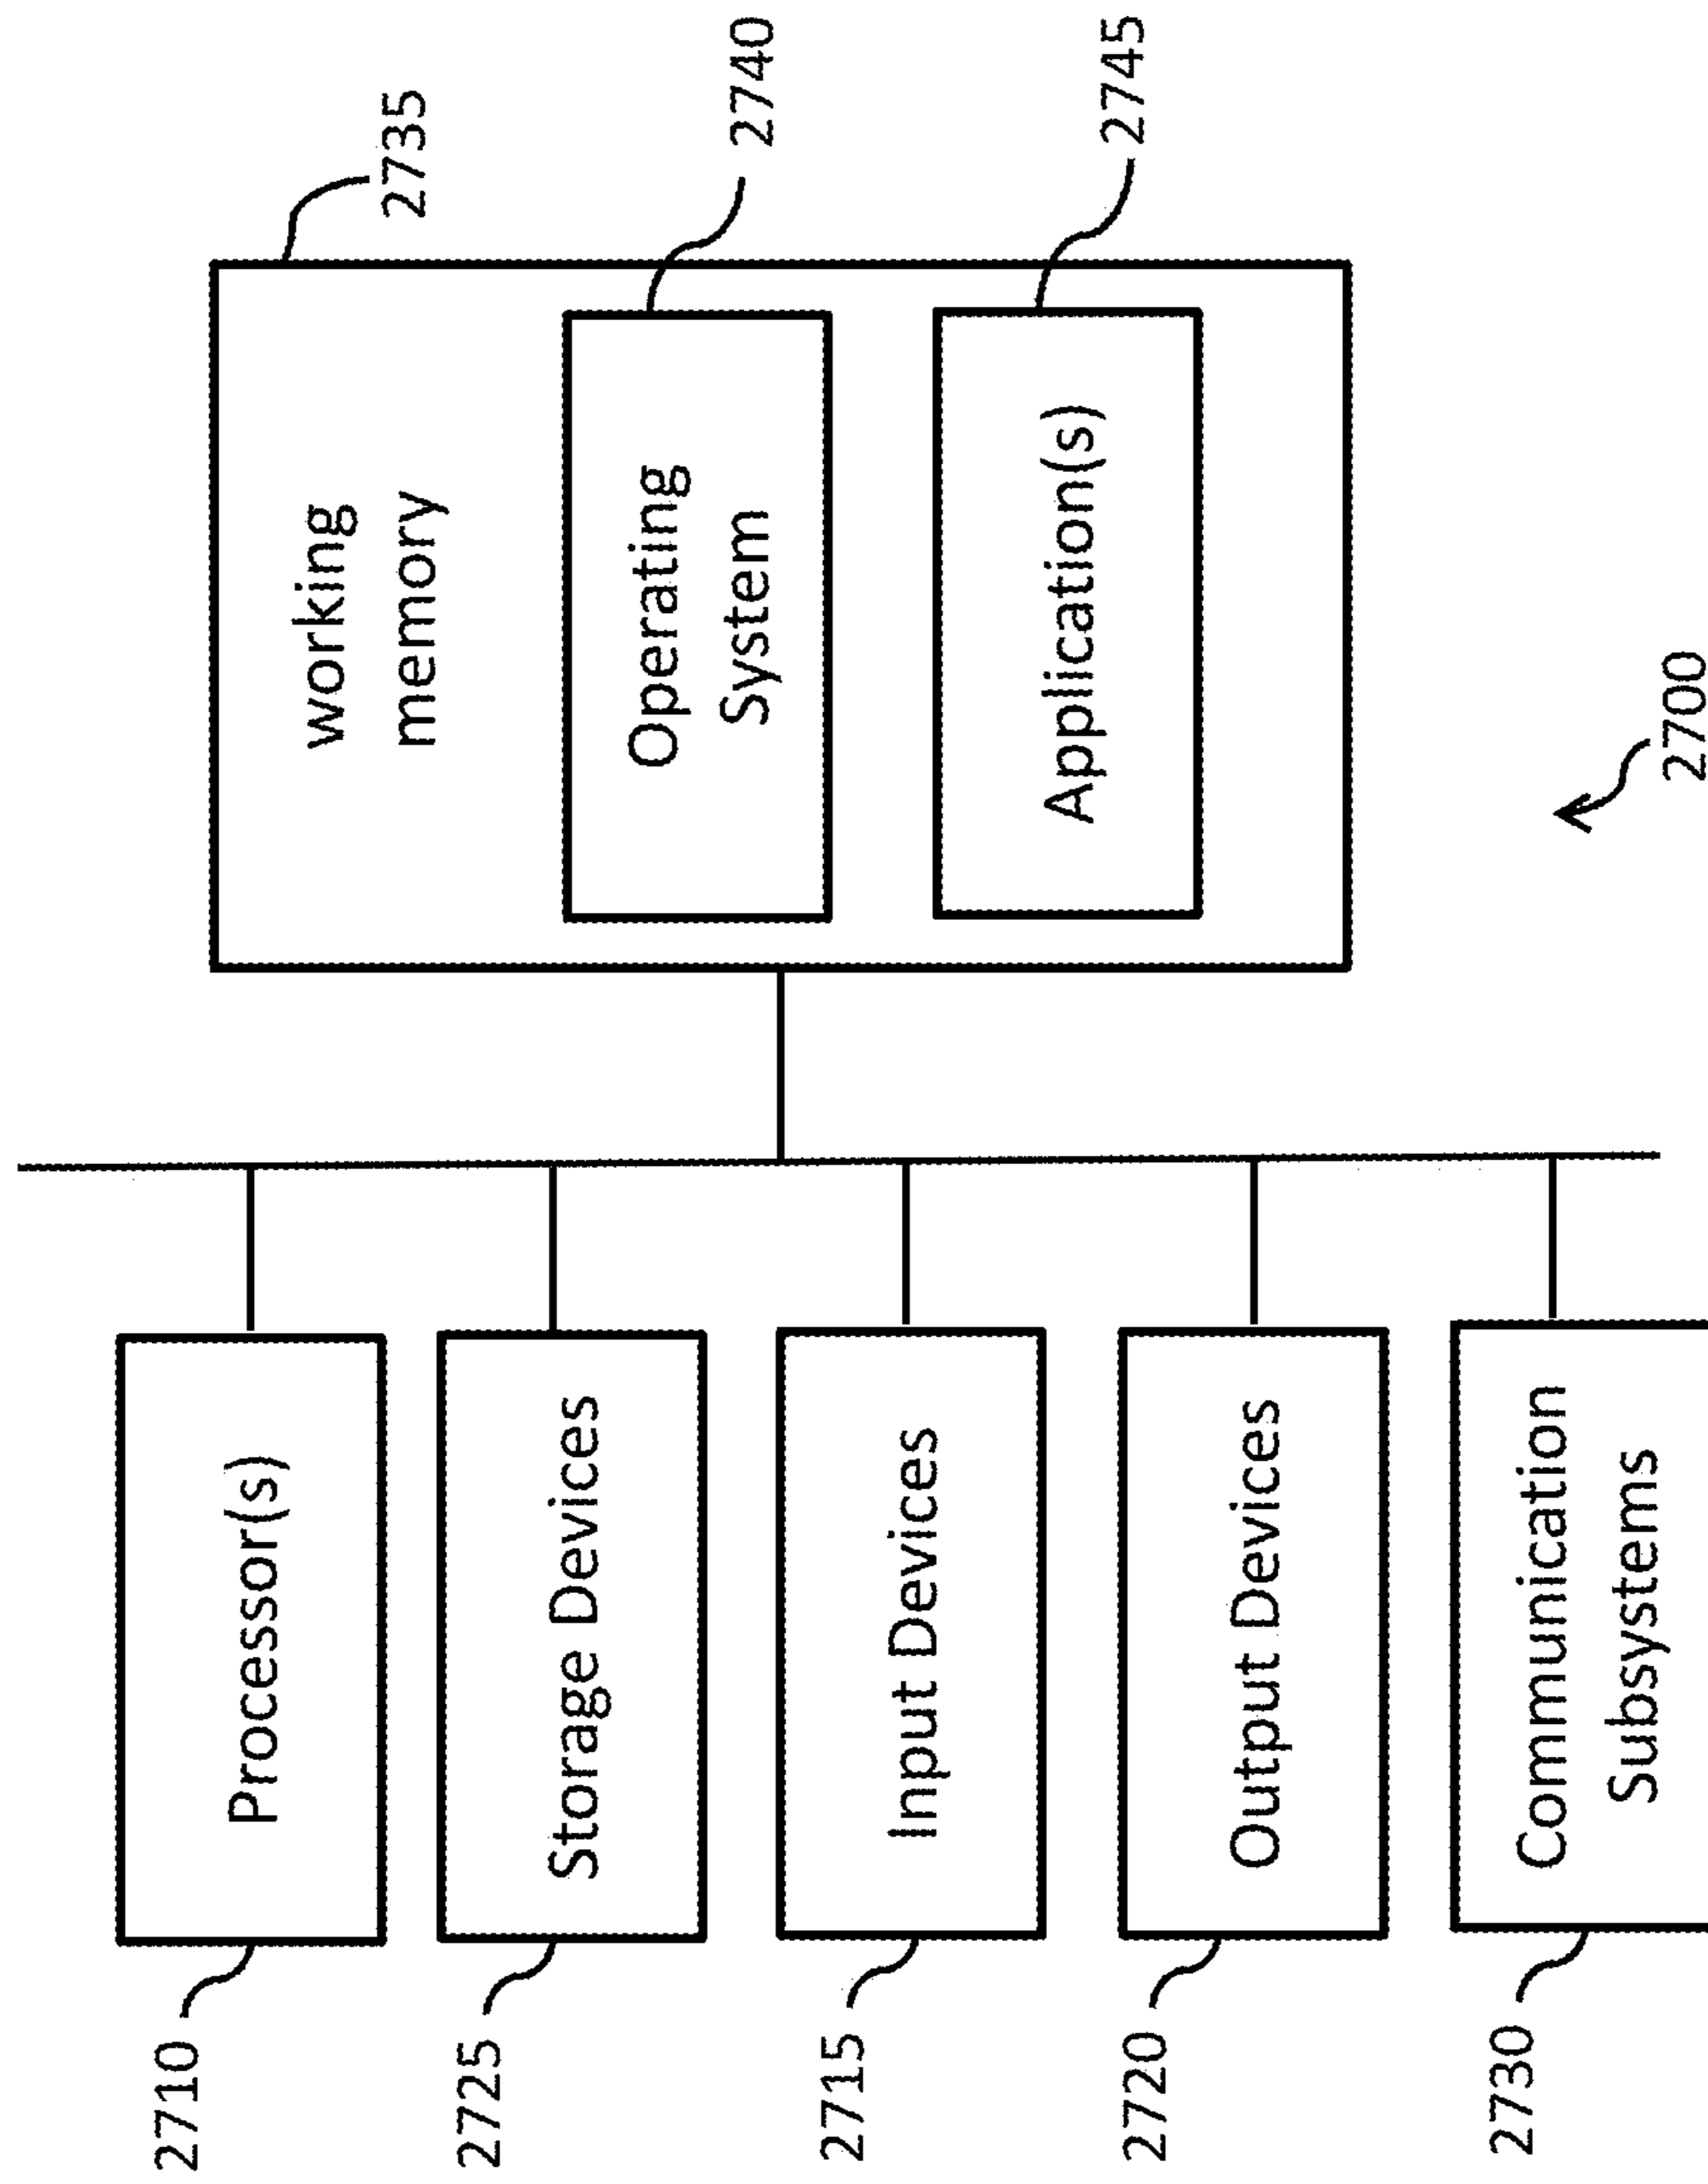 2710
Processor(s)
2725
Storage Devices
2715
Input Devices
2720
Output Devices
2730
Communication
Subsystems
working
memory
2735
Operating
System
2740
Application(s)
2745
2700